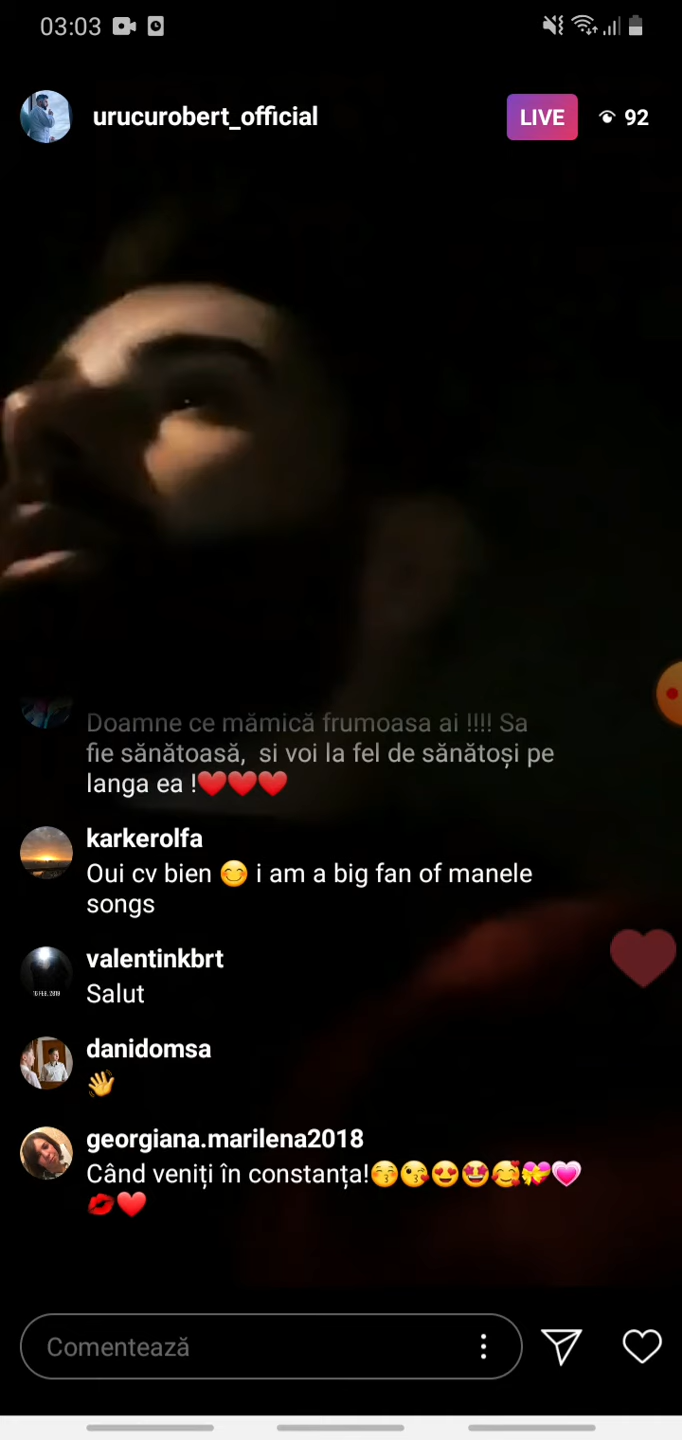 03:03
urucurobert_official
LIVE
92
Doamne ce mămică frumoasa ai !!!! Sa
fie sănătoasă,  si voi la fel de sănătoși pe
langa ea !❤️❤️❤️
karkerolfa
Oui cv bien 😊 i am a big fan of manele
songs
valentinkbrt
Salut
danidomsa
👋
georgiana.marilena2018
Când veniți în constanța!😚😘😍🤩🥰💝💗
💋❤️
Comentează